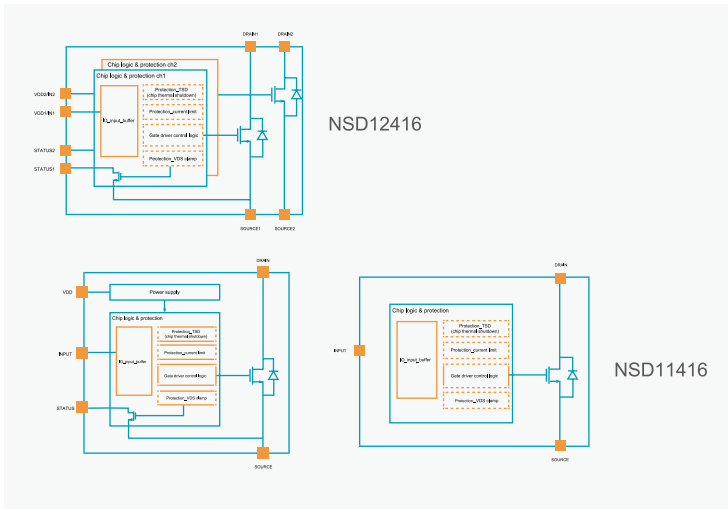 DRAIN1
DRAIN2
Chip logic & protection ch2
Chip logic & protection ch1
VDD2/IN2
VDD1/IN1
STATUS2
STATUS1
IO_input_buffer
Protection_TSD
(chip thermal shutdown)
Protection_current limit
Gate driver control logic
Peotection_VDS clamp
SOURCE1
SOURCE2
NSD12416
DRAIN
VDD
Power supply
Chip logic & protection
INPUT
STATUS
IO_input_buffer
Protection_TSD
(chip thermal shutdown)
Protection_current limit
Gate driver control logic
Protection_VDS clamp
SOURCE
DRAIN
INPUT
Chip logic & protection
IO_input_buffer
Protection_TSD
(chip thermal shutdown)
Protection_current limit
Gate driver control logic
Protection_VDS clamp
SOURCE
NSD11416